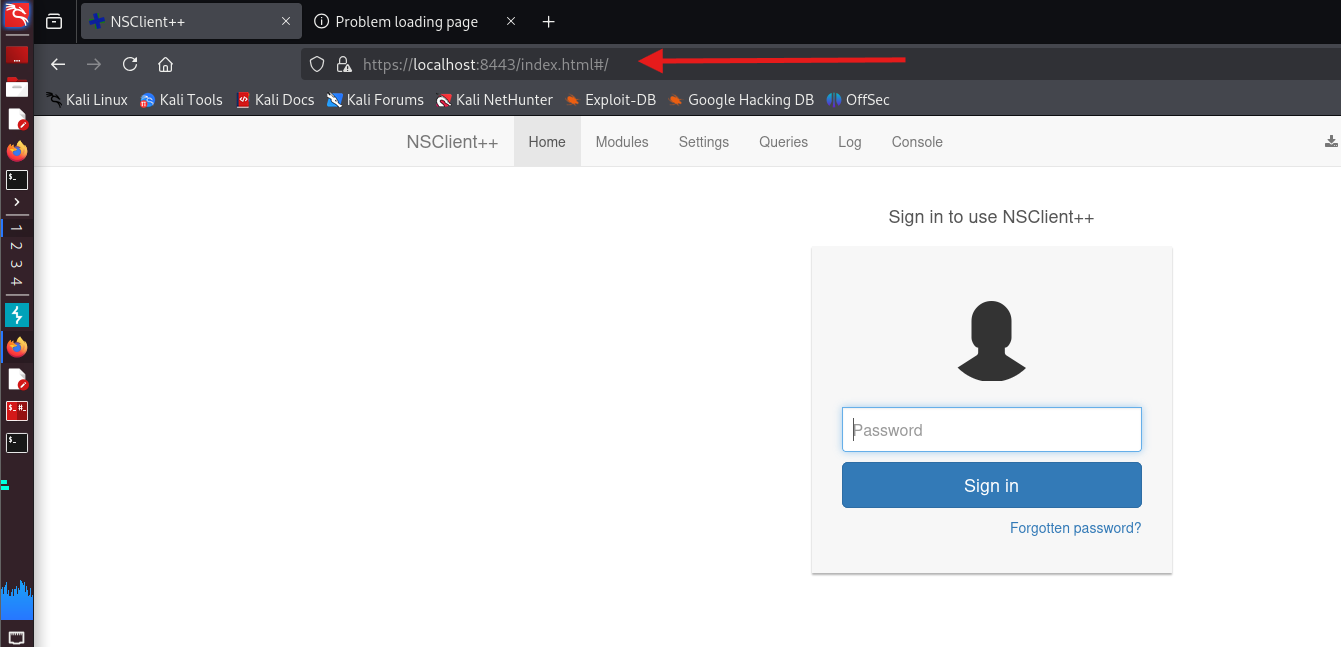 NSClient++ Problem loading page
https://localhost:8443/index.html#/
Kali Linux Kali Tools Kali Docs Kali Forums Kali NetHunter Exploit-DB Google Hacking DB OffSec
NSClient++ Home Modules Settings Queries Log Console
1
2
3
4
Sign in to use NSClient++
Password
Sign in
Forgotten password?